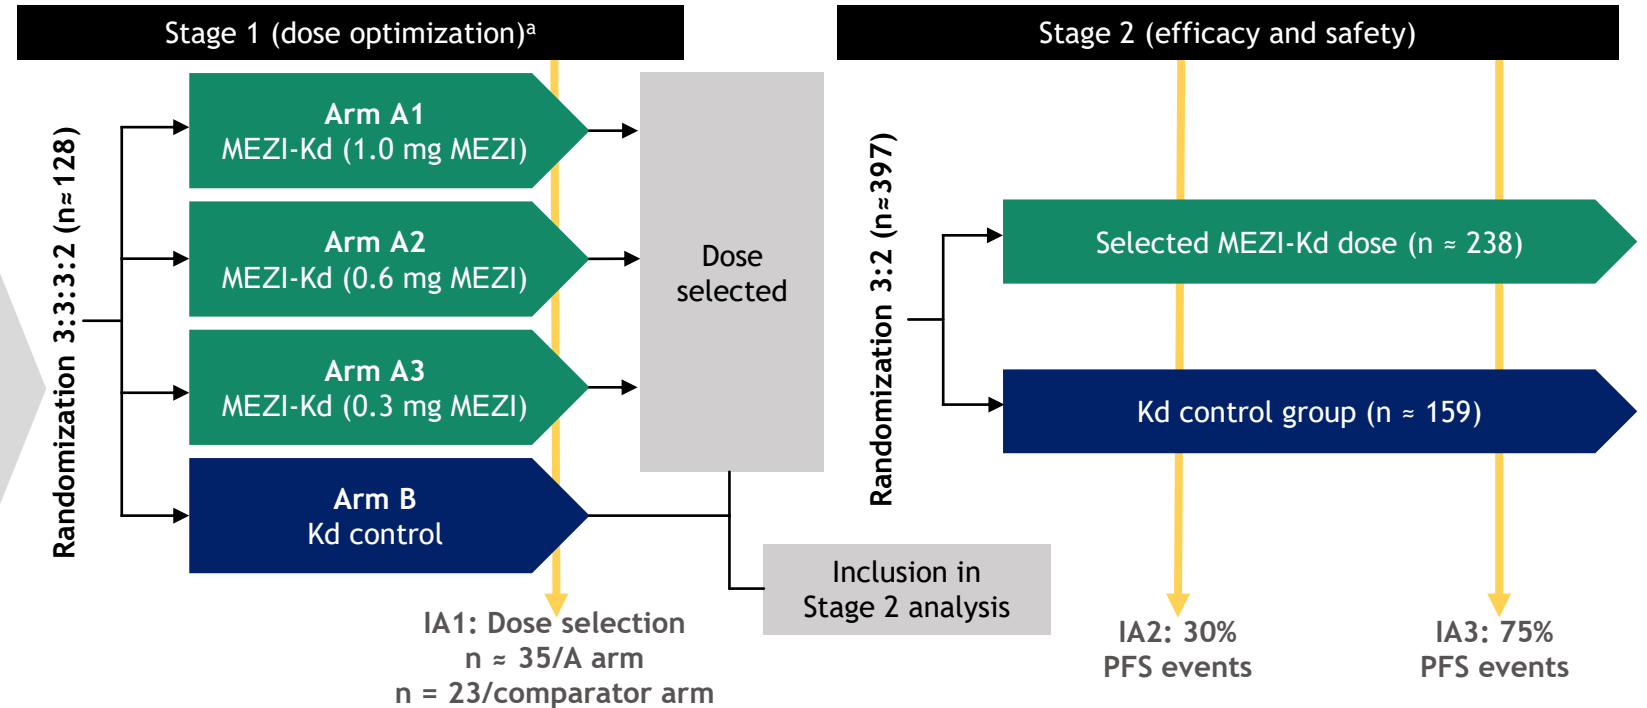 Stage 1 (dose optimization)ᵃ
Randomization 3:3:3:2 (n≈128)
Arm A1
MEZI-Kd (1.0 mg MEZI)
Arm A2
MEZI-Kd (0.6 mg MEZI)
Arm A3
MEZI-Kd (0.3 mg MEZI)
Arm B
Kd control
Dose
selected
Inclusion in
Stage 2 analysis
IA1: Dose selection
n ≈ 35/A arm
n = 23/comparator arm
Stage 2 (efficacy and safety)
Randomization 3:2 (n≈397)
Selected MEZI-Kd dose (n ≈ 238)
Kd control group (n ≈ 159)
IA2: 30%
PFS events
IA3: 75%
PFS events